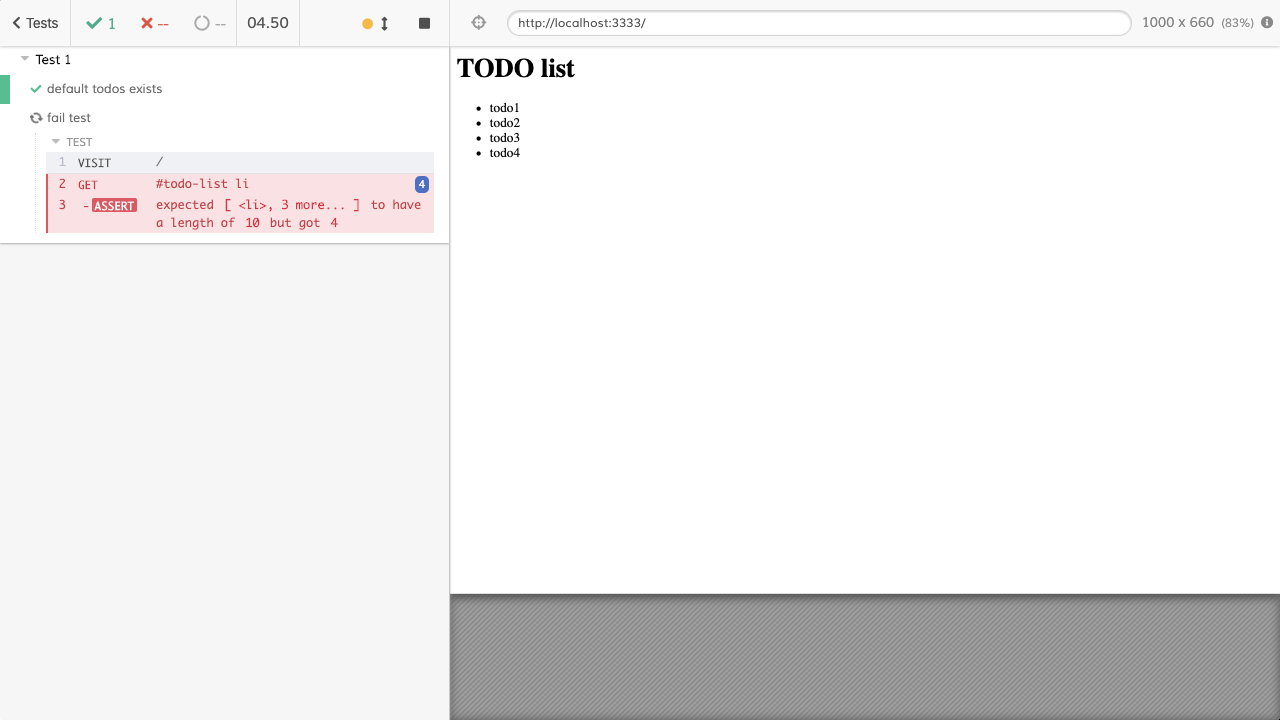 Tests 1 -- -- 04.50 http://localhost:3333/ 1000 x 660 (83%)
Test 1
default todos exists
fail test
TEST
1 VISIT /
2 GET #todo-list li 4
3 -ASSERT expected [ <li>, 3 more... ] to have
a length of 10 but got 4
TODO list
todo1
todo2
todo3
todo4